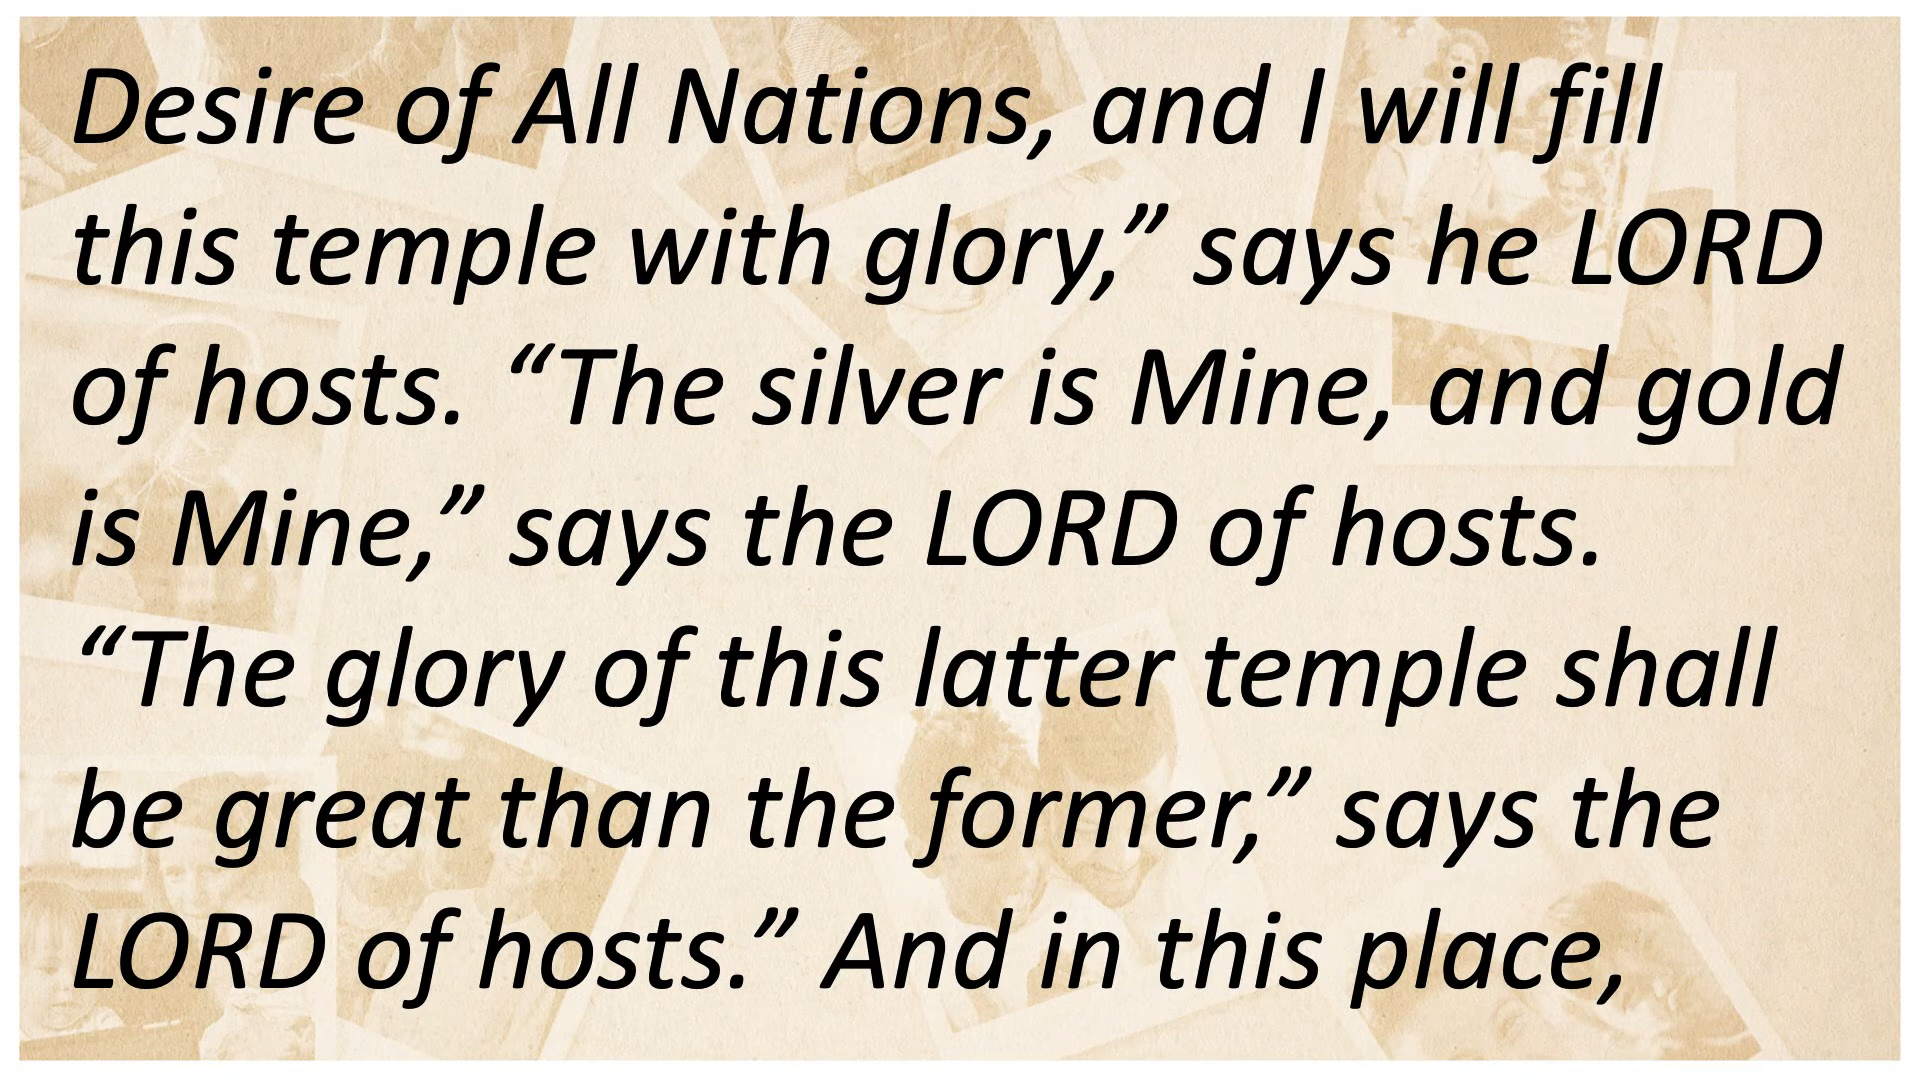 Desire of All Nations, and I will fill
this temple with glory,” says he LORD
of hosts.  “The silver is Mine, and gold
is Mine,” says the LORD of hosts.
“The glory of this latter temple shall
be great than the former,” says the
LORD of hosts.” And in this place,